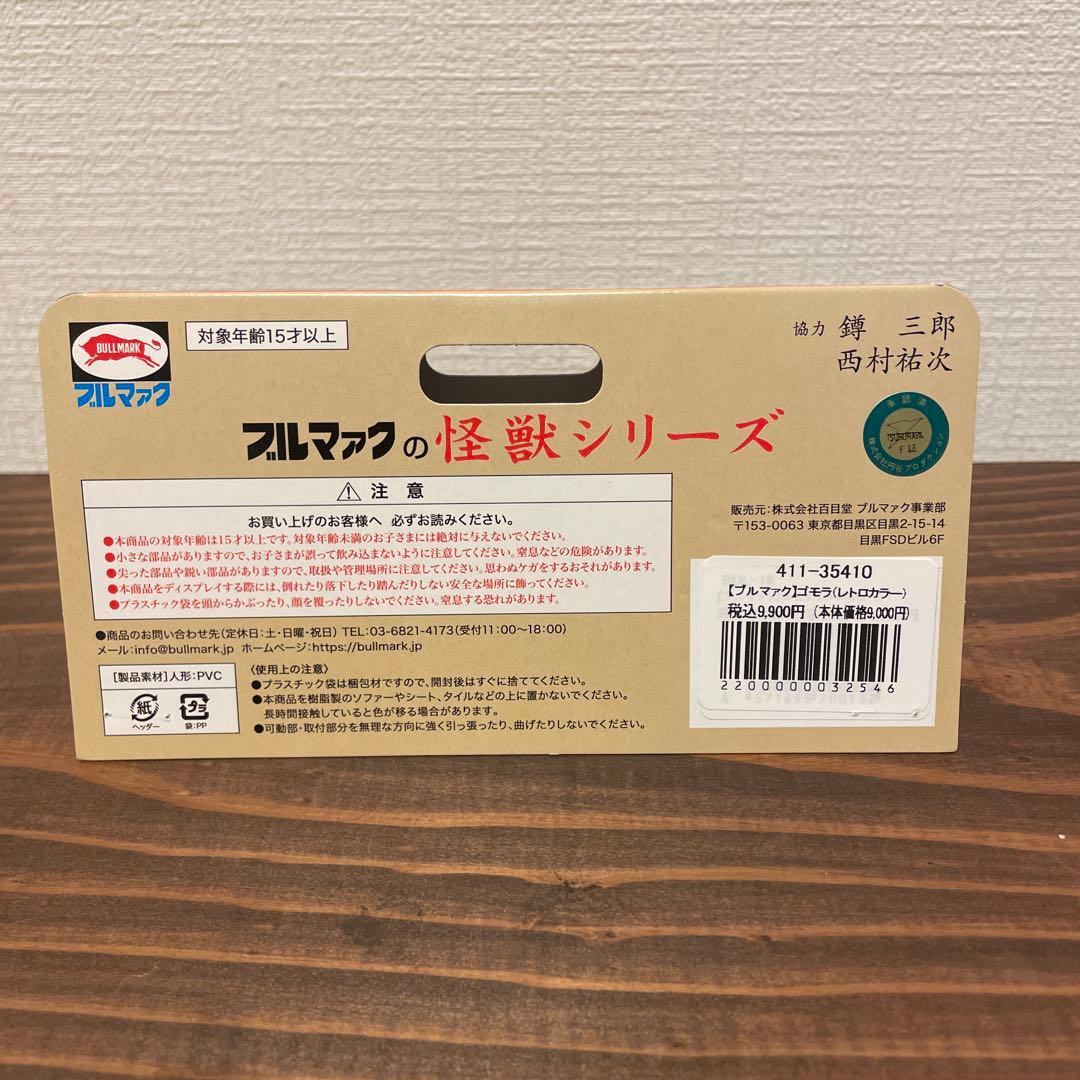 BULLMARK
ブルマァク
対象年齢15才以上
協力 鐏 三郎
西村祐次
承認済
TSUBURAYA
F 証
株式会社円谷プロダクション
ブルマァクの怪獣シリーズ
⚠ 注 意
お買い上げのお客様へ 必ずお読みください。
●本商品の対象年齢は15才以上です。対象年齢未満のお子さまには絶対に与えないでください。
●小さな部品がありますので、お子さまが誤って飲み込まないように注意してください。窒息などの危険があります。
●尖った部品や鋭い部品がありますので、取扱や管理場所に注意してください。思わぬケガをするおそれがあります。
●本商品をディスプレイする際には、倒れたり落下したり踏んだりしない安全な場所に飾ってください。
●プラスチック袋を頭からかぶったり、顔を覆ったりしないでください。窒息する恐れがあります。
●商品のお問い合わせ先(定休日:土・日曜・祝日) TEL:03-6821-4173(受付11:00〜18:00)
メール:info@bullmark.jp ホームページ:https://bullmark.jp
[製品素材]人形:PVC
紙
ヘッダー
プラ
袋:PP
〈使用上の注意〉
●プラスチック袋は梱包材ですので、開封後はすぐに捨ててください。
●本商品を樹脂製のソファーやシート、タイルなどの上に置かないでください。
長時間接触していると色が移る場合があります。
●可動部・取付部分を無理な方向に強く引っ張ったり、曲げたりしないでください。
販売元:株式会社百目堂 ブルマァク事業部
〒153-0063 東京都目黒区目黒2-15-14
目黒FSDビル6F
411-35410
【ブルマァク】ゴモラ(レトロカラー)
税込9,900円 (本体価格9,000円)
2200000032546